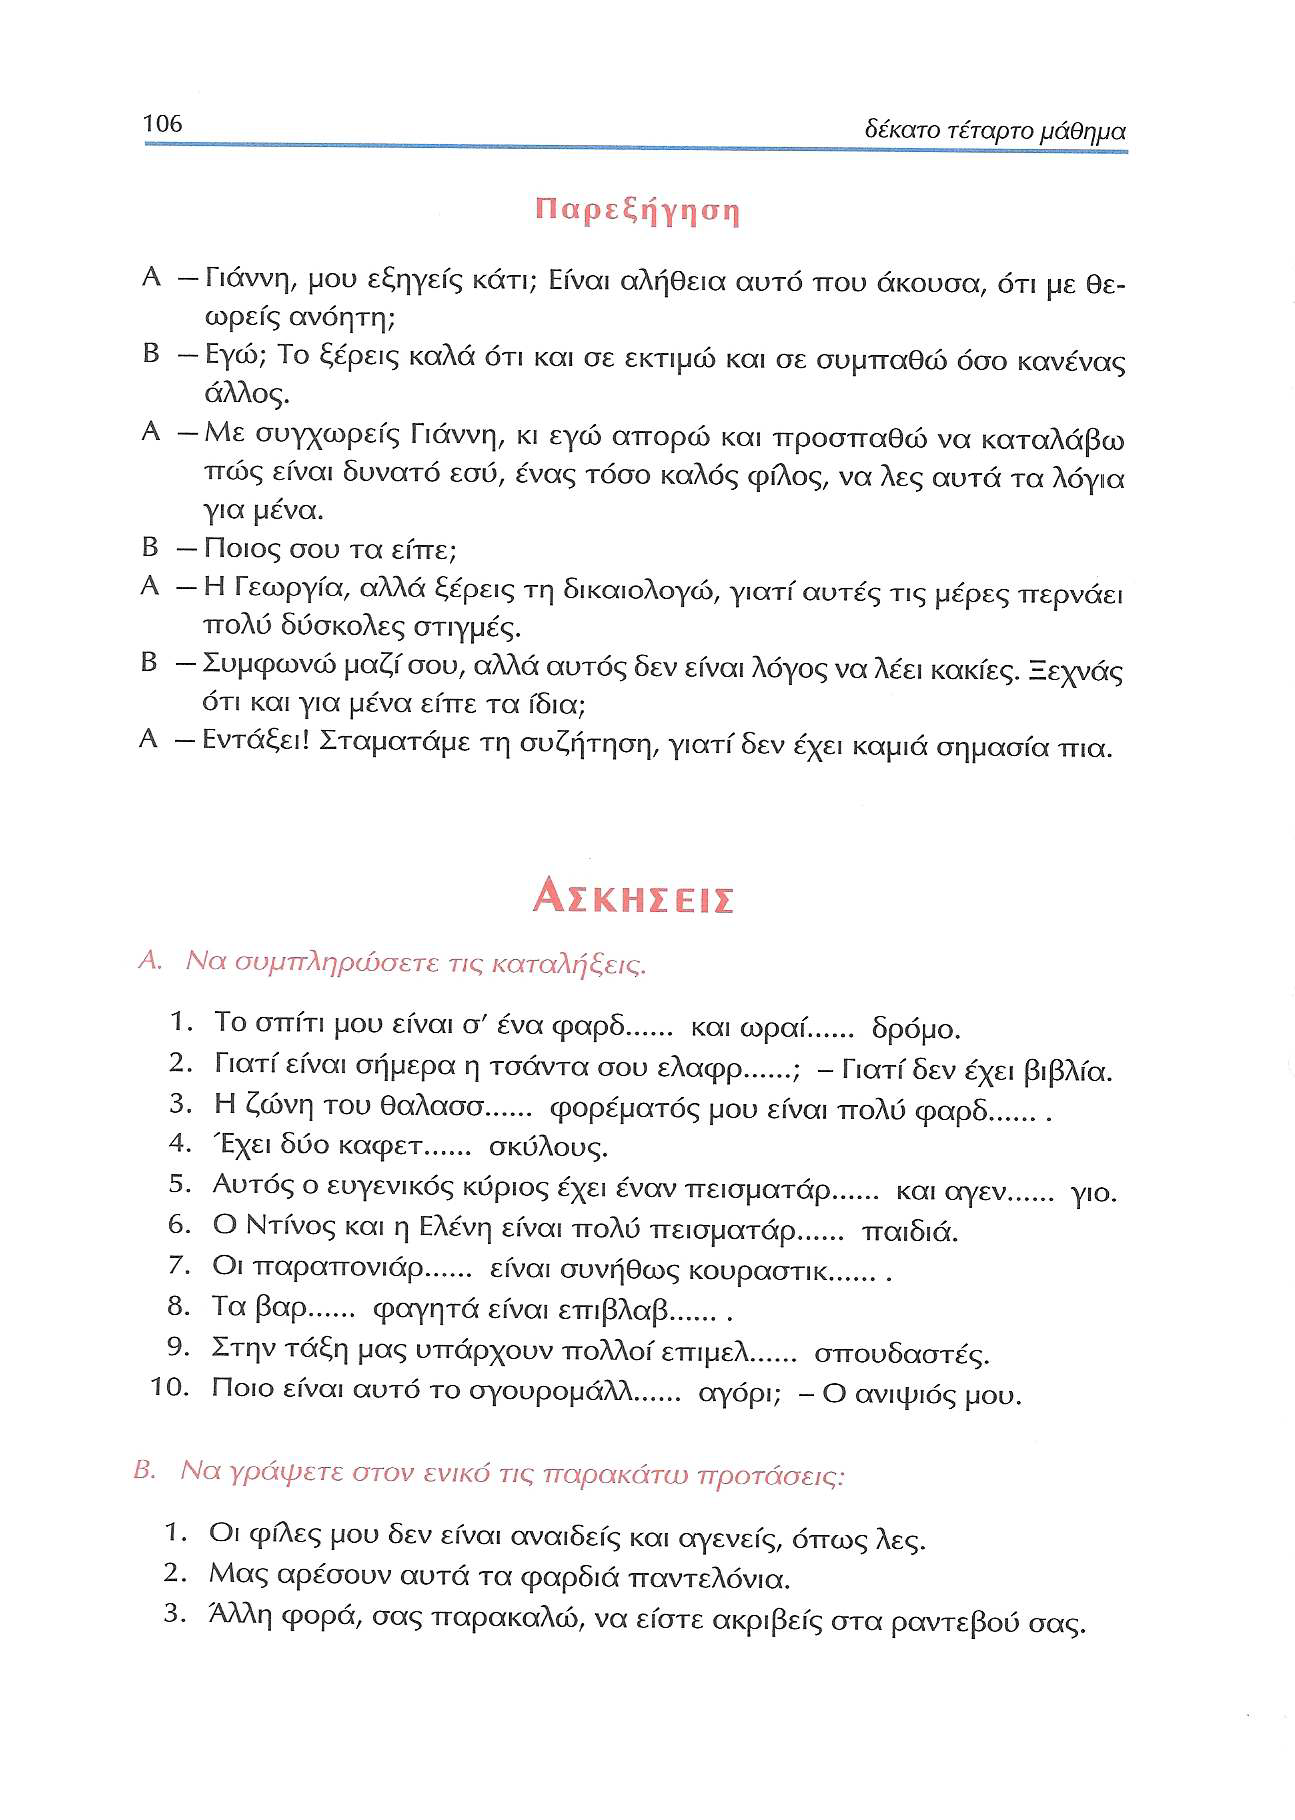 106
δέκατο τέταρτο μάθημα
Παρεξήγηση
Α – Γιάννη, μου εξηγείς κάτι; Είναι αλήθεια αυτό που άκουσα, ότι με θε-
ωρείς ανόητη;
Β – Εγώ; Το ξέρεις καλά ότι και σε εκτιμώ και σε συμπαθώ όσο κανένας
άλλος.
Α – Με συγχωρείς Γιάννη, κι εγώ απορώ και προσπαθώ να καταλάβω
πώς είναι δυνατό εσύ, ένας τόσο καλός φίλος, να λες αυτά τα λόγια
για μένα.
Β – Ποιος σου τα είπε;
Α – Η Γεωργία, αλλά ξέρεις τη δικαιολογώ, γιατί αυτές τις μέρες περνάει
πολύ δύσκολες στιγμές.
Β – Συμφωνώ μαζί σου, αλλά αυτός δεν είναι λόγος να λέει κακίες. Ξεχνάς
ότι και για μένα είπε τα ίδια;
Α – Εντάξει! Σταματάμε τη συζήτηση, γιατί δεν έχει καμιά σημασία πια.
ΑΣΚΗΣΕΙΣ
Α. Να συμπληρώσετε τις καταλήξεις.
1. Το σπίτι μου είναι σ' ένα φαρδ...... και ωραί...... δρόμο.
2. Γιατί είναι σήμερα η τσάντα σου ελαφρ......; – Γιατί δεν έχει βιβλία.
3. Η ζώνη του θαλασσ...... φορέματός μου είναι πολύ φαρδ...... .
4. Έχει δύο καφετ...... σκύλους.
5. Αυτός ο ευγενικός κύριος έχει έναν πεισματάρ...... και αγεν...... γιο.
6. Ο Ντίνος και η Ελένη είναι πολύ πεισματάρ...... παιδιά.
7. Οι παραπονιάρ...... είναι συνήθως κουραστικ...... .
8. Τα βαρ...... φαγητά είναι επιβλαβ...... .
9. Στην τάξη μας υπάρχουν πολλοί επιμελ...... σπουδαστές.
10. Ποιο είναι αυτό το σγουρομάλλ...... αγόρι; – Ο ανιψιός μου.
Β. Να γράψετε στον ενικό τις παρακάτω προτάσεις:
1. Οι φίλες μου δεν είναι αναιδείς και αγενείς, όπως λες.
2. Μας αρέσουν αυτά τα φαρδιά παντελόνια.
3. Άλλη φορά, σας παρακαλώ, να είστε ακριβείς στα ραντεβού σας.